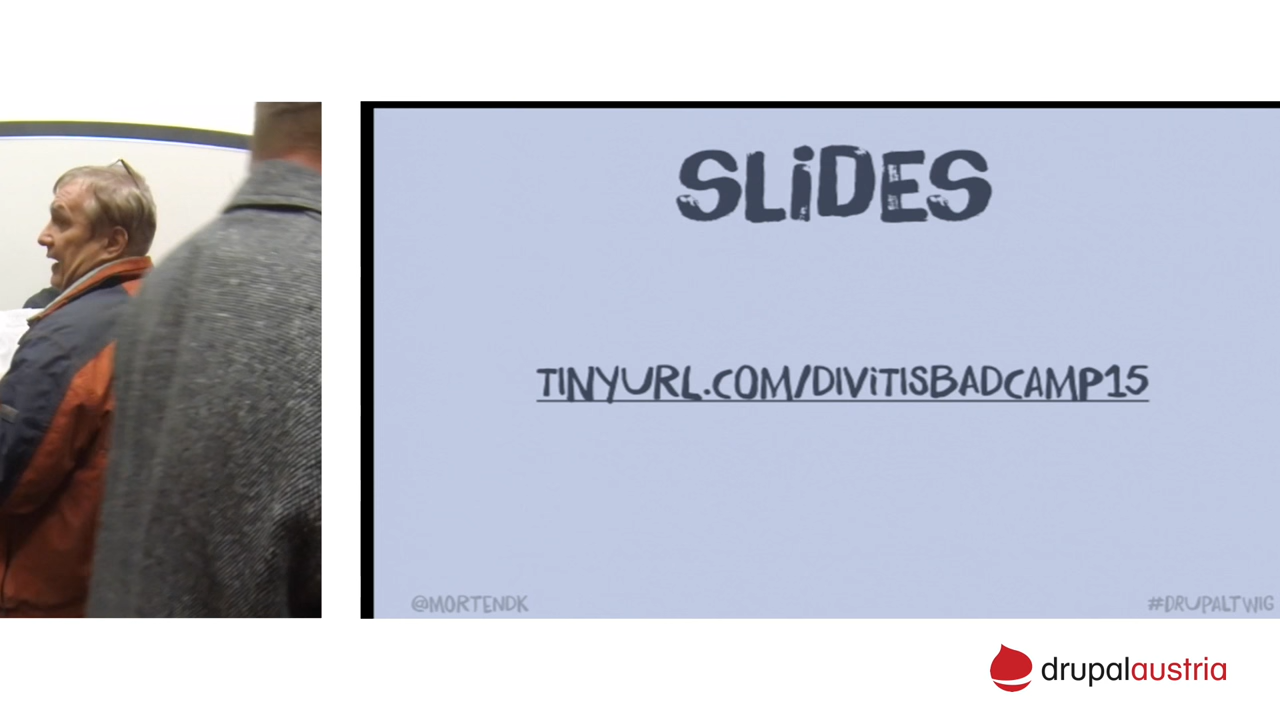 SLiDES
TINYURL.COM/DIViTISBADCAMP15
@MORTENDK
#DRUPALTWIG
drupalaustria